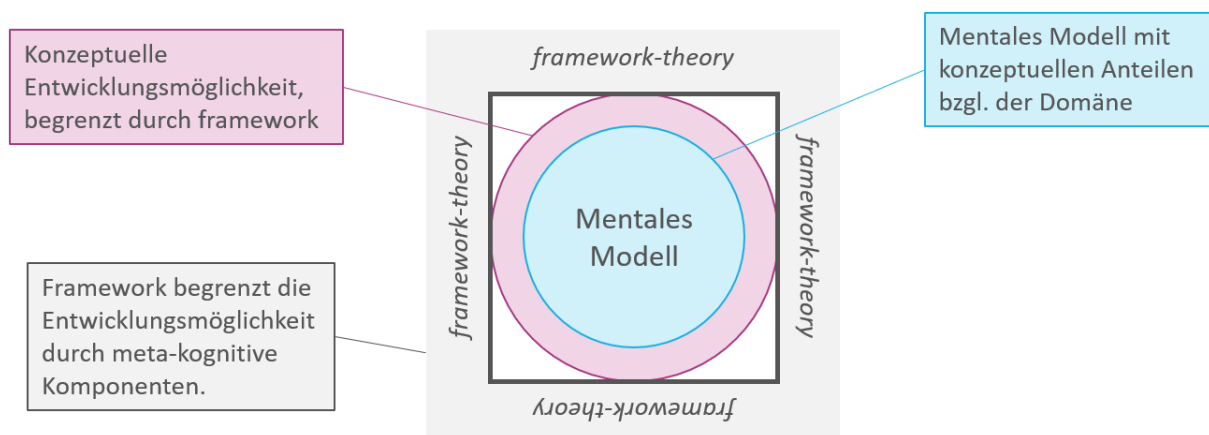 Konzeptuelle
Entwicklungsmöglichkeit,
begrenzt durch framework
framework-theory
Mentales Modell mit
konzeptuellen Anteilen
bzgl. der Domäne
framework-theory
Mentales
Modell
framework-theory
Framework begrenzt die
Entwicklungsmöglichkeit
durch meta-kognitive
Komponenten.
framework-theory